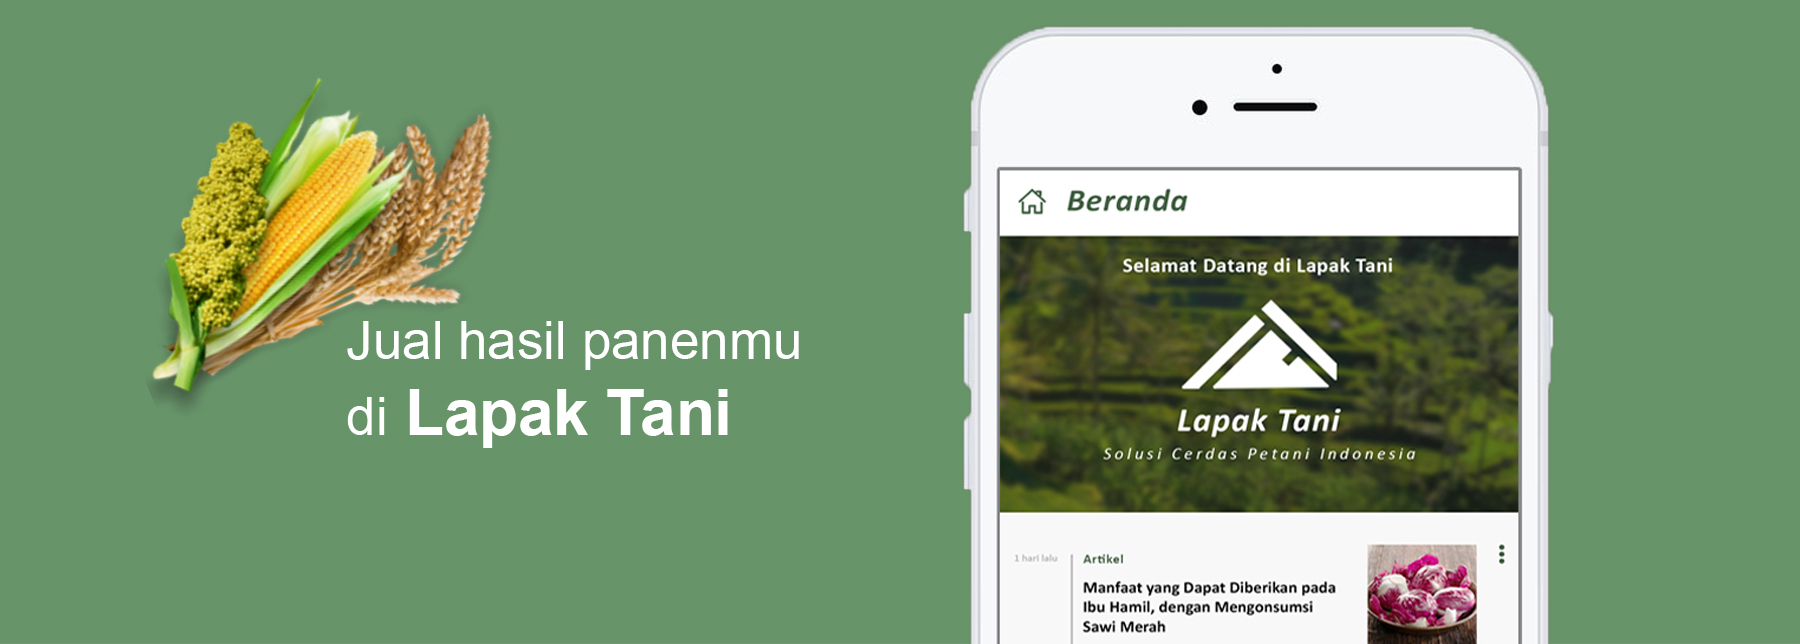 Jual hasil panenmu
di Lapak Tani
Beranda
Selamat Datang di Lapak Tani
Lapak Tani
Solusi Cerdas Petani Indonesia
1 hari lalu
Artikel
Manfaat yang Dapat Diberikan pada
Ibu Hamil, dengan Mengonsumsi
Sawi Merah